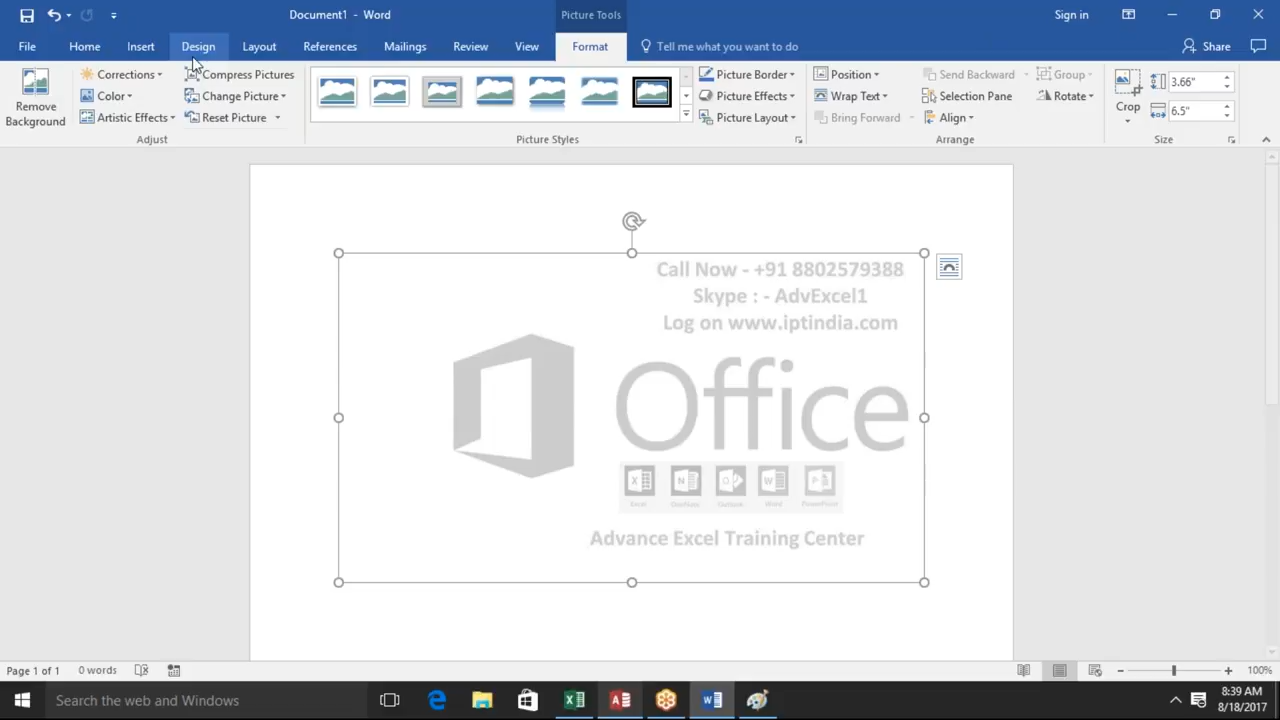 Document1 - Word
Picture Tools
Sign in
File
Home
Insert
Design
Layout
References
Mailings
Review
View
Format
Tell me what you want to do
Share
Remove Background
Corrections
Color
Artistic Effects
Compress Pictures
Change Picture
Reset Picture
Adjust
Picture Styles
Picture Border
Picture Effects
Picture Layout
Position
Wrap Text
Bring Forward
Send Backward
Selection Pane
Align
Group
Rotate
Arrange
Crop
3.66"
6.5"
Size
Call Now - +91 8802579388
Skype : - AdvExcel1
Log on www.iptindia.com
Office
Excel OneNote Outlook Word PowerPoint
Advance Excel Training Center
Page 1 of 1
0 words
100%
Search the web and Windows
8:39 AM
8/18/2017